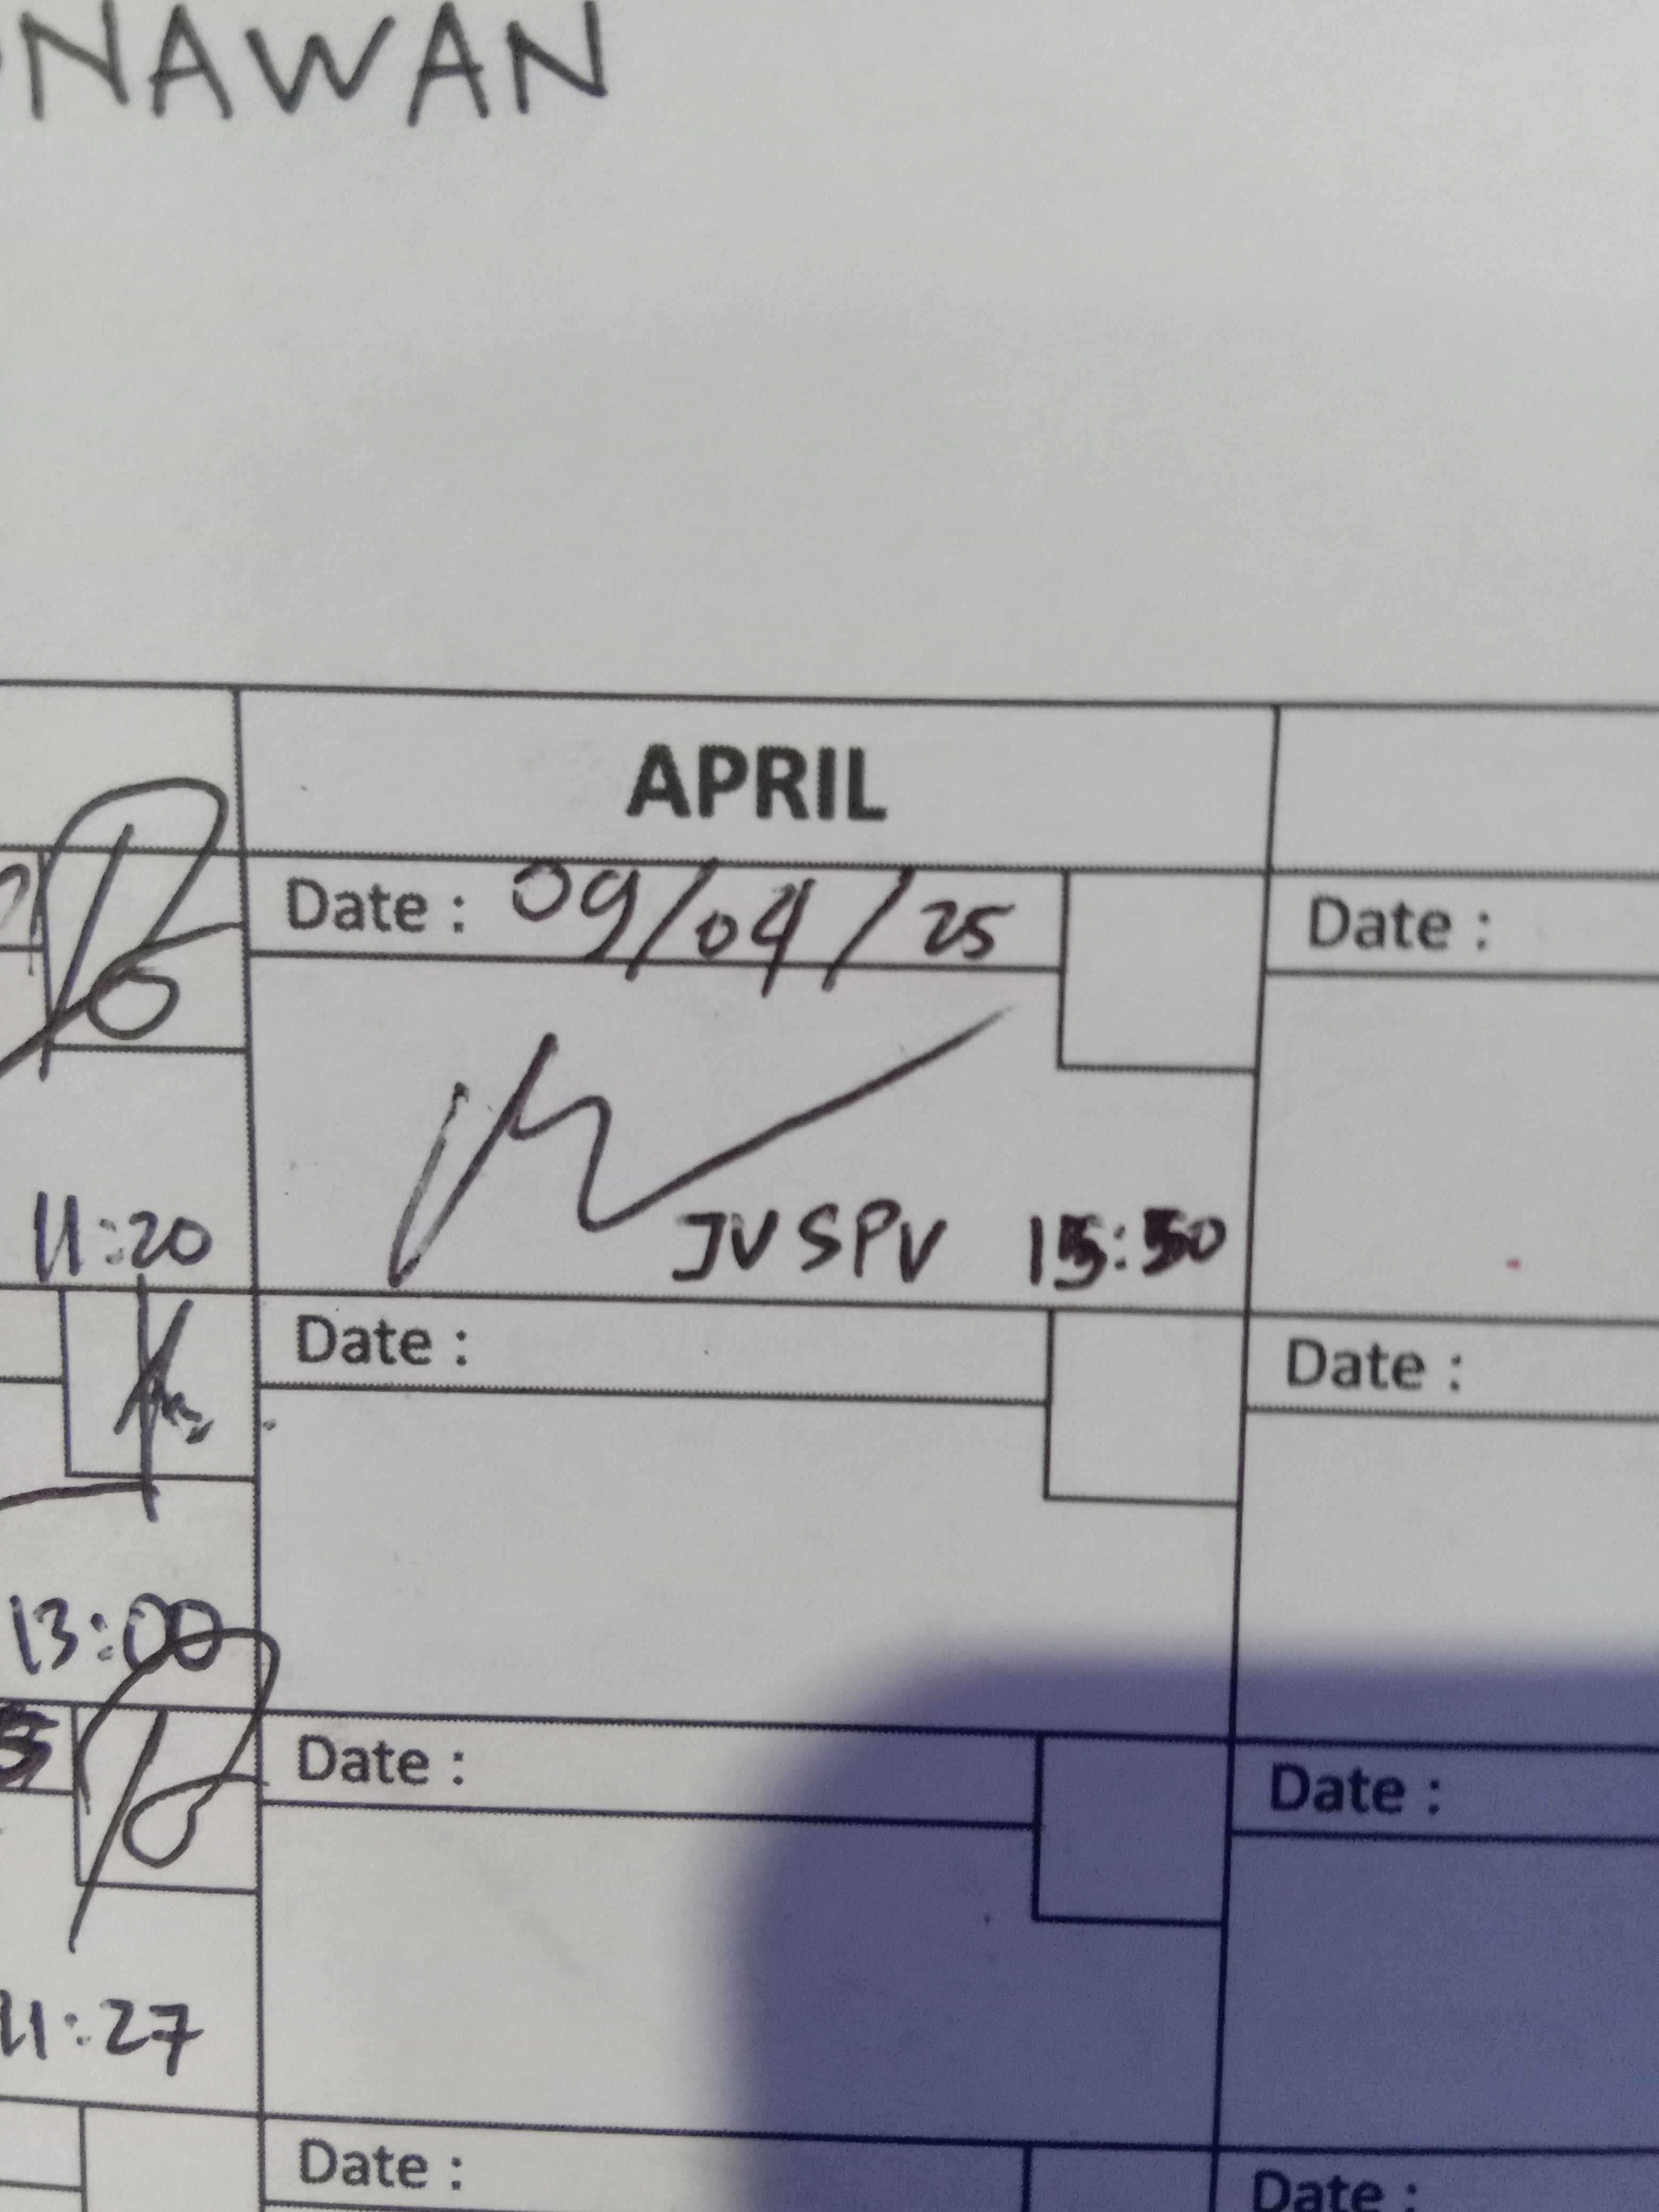 NAWAN
APRIL
Date : 09/04/25
Date :
11:20
JV SPV 15:50
Date :
Date :
13:00
Date :
Date :
11:27
Date :
Date :